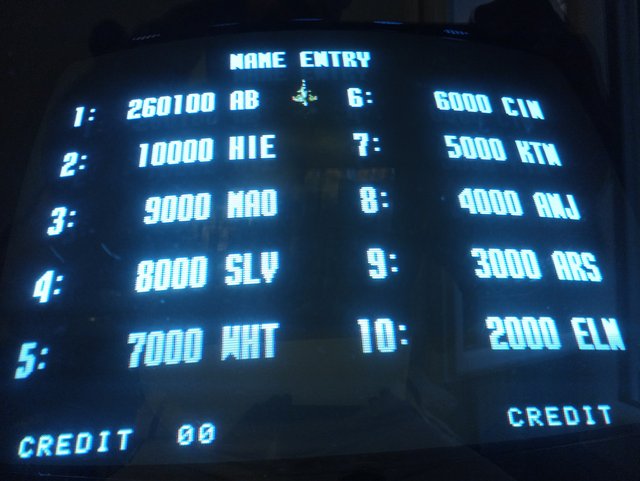 NAME ENTRY
1: 260100 AB 6: 6000 CIN
2: 10000 HIE 7: 5000 KTN
3: 9000 MAO 8: 4000 ANJ
4: 8000 SLV 9: 3000 ARS
5: 7000 WHT 10: 2000 ELM
CREDIT 00 CREDIT